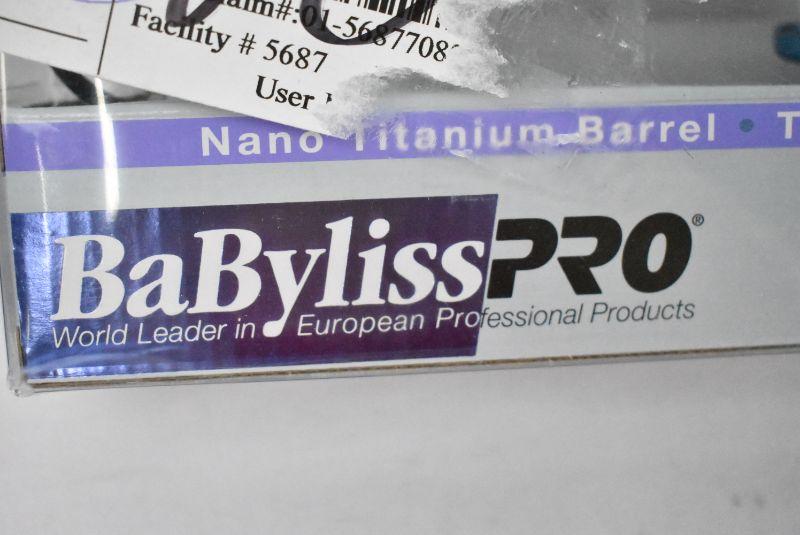 Facility # 5687
User
Nano Titanium Barrel • T
BaBylissPRO®
World Leader in European Professional Products